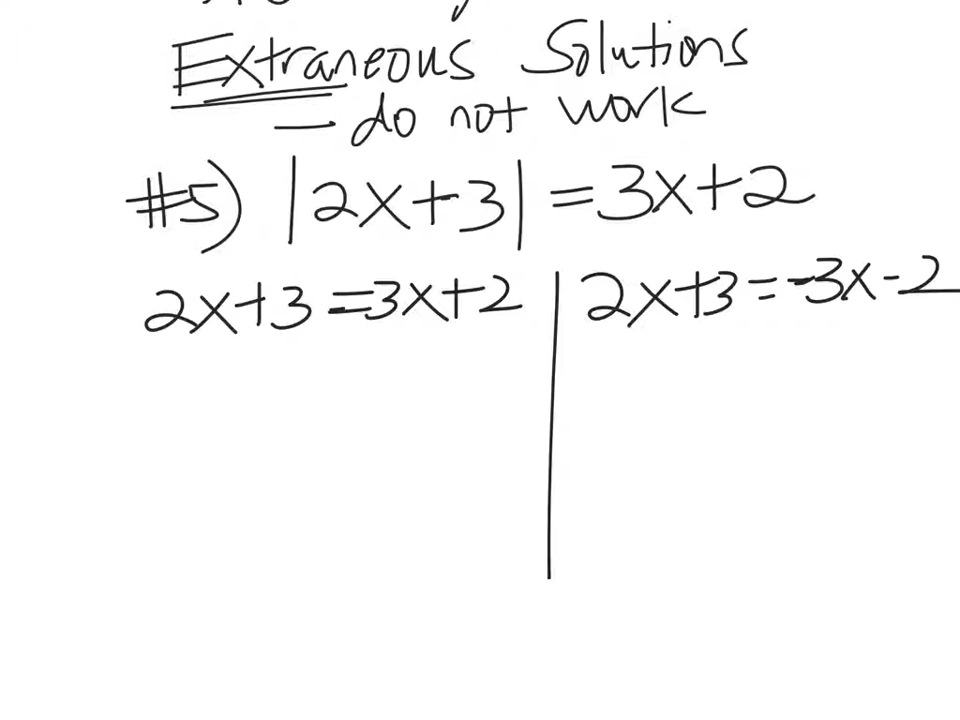 Extraneous Solutions
— do not work
#5) |2x+3| = 3x+2
2x+3 = 3x+2 | 2x+3 = -3x-2